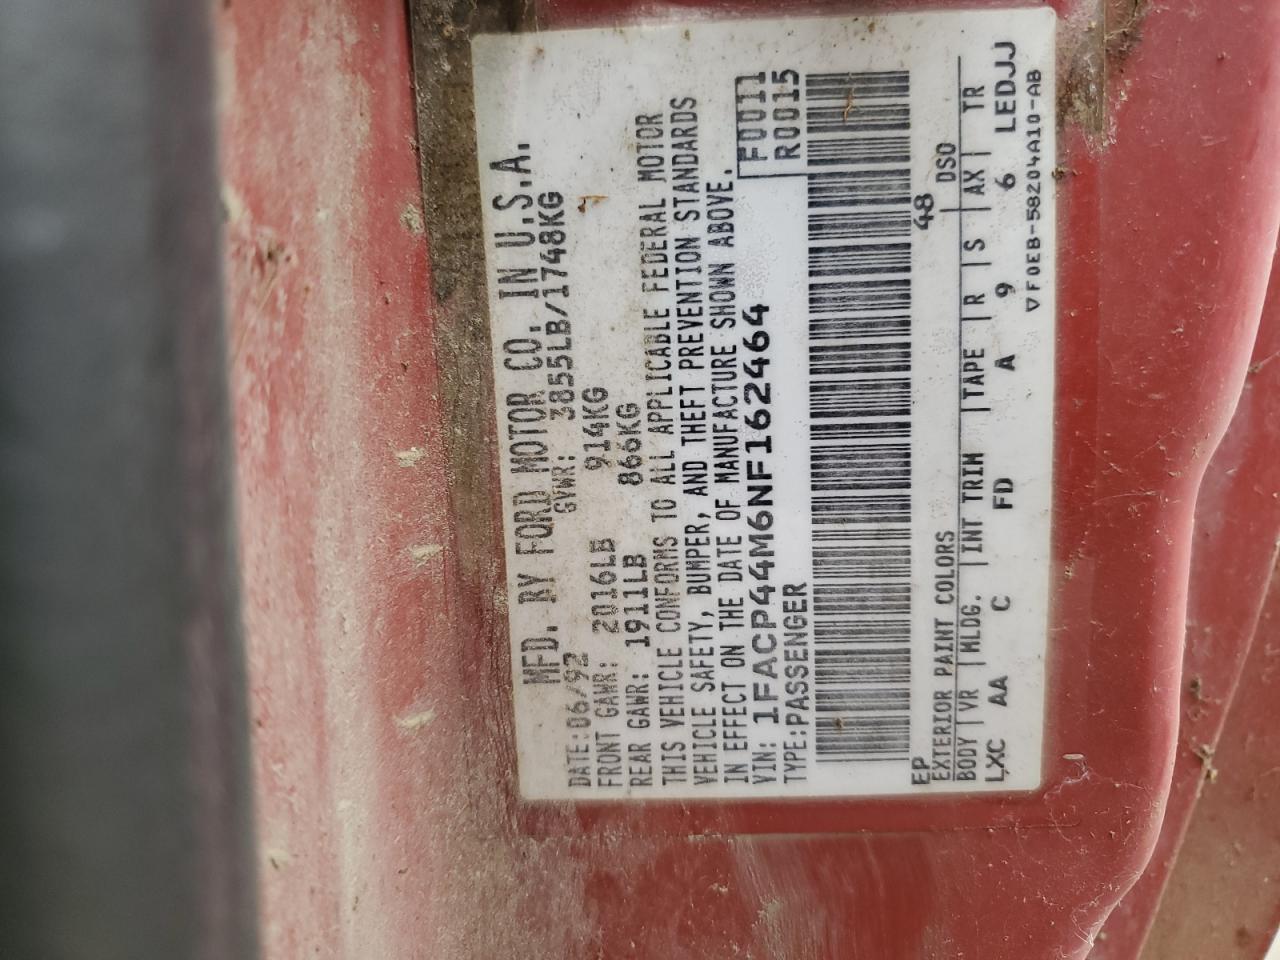 MFD. BY FORD MOTOR CO. IN U.S.A.
DATE:06/92 GVWR: 3855LB/1748KG
FRONT GAWR: 2016LB 914KG
REAR GAWR: 1911LB 866KG
THIS VEHICLE CONFORMS TO ALL APPLICABLE FEDERAL MOTOR
VEHICLE SAFETY, BUMPER, AND THEFT PREVENTION STANDARDS
IN EFFECT ON THE DATE OF MANUFACTURE SHOWN ABOVE.
VIN: 1FACP44M6NF162464 F0011
TYPE:PASSENGER R0015
48
EP DSO
EXTERIOR PAINT COLORS
BODY VR MLDG. INT TRIM TAPE R S AX TR
LXC AA C FD A 9 6 LEDJJ
▽F0EB-58204A10-AB